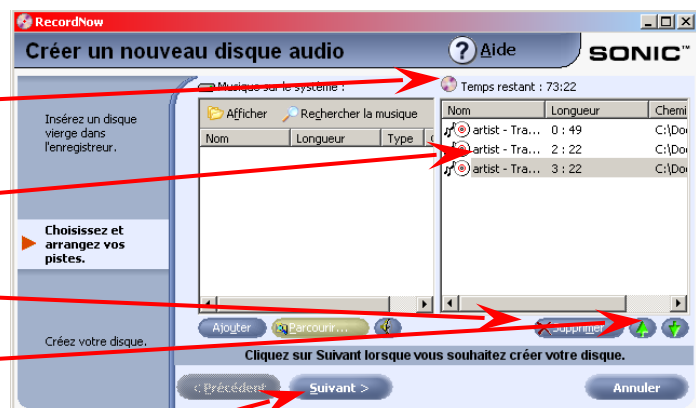 RecordNow
Créer un nouveau disque audio
? Aide
SONIC™
Insérez un disque
vierge dans
l'enregistreur.
Choisissez et
arrangez vos
pistes.
Créez votre disque.
Musique sur le système :
Afficher Rechercher la musique
Nom Longueur Type
Temps restant : 73:22
Nom Longueur Chemi
artist - Tra... 0 : 49 C:\Do
artist - Tra... 2 : 22 C:\Do
artist - Tra... 3 : 22 C:\Do
Ajouter Parcourir... Supprimer
Cliquez sur Suivant lorsque vous souhaitez créer votre disque.
< Précédent Suivant > Annuler